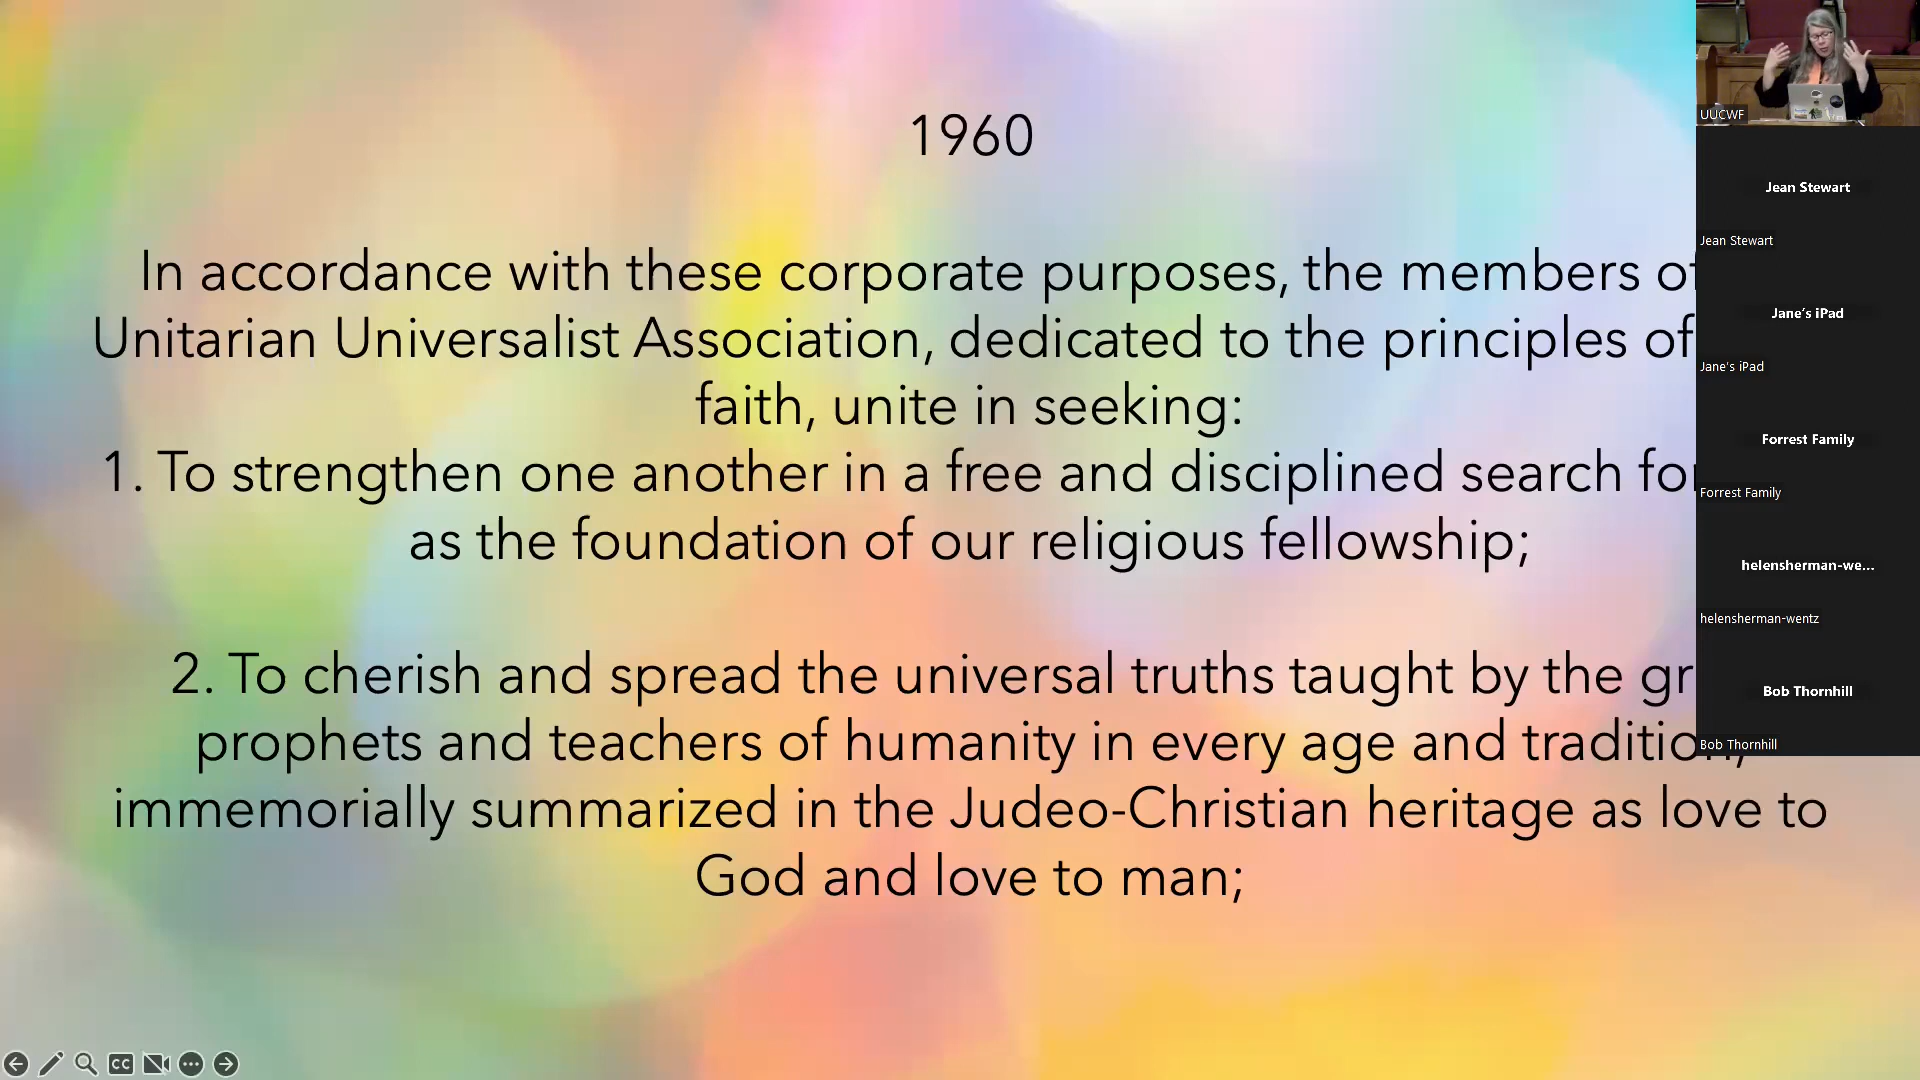 1960
In accordance with these corporate purposes, the members of
Unitarian Universalist Association, dedicated to the principles of
faith, unite in seeking:
1. To strengthen one another in a free and disciplined search for
as the foundation of our religious fellowship;
2. To cherish and spread the universal truths taught by the
prophets and teachers of humanity in every age and tradition,
immemorially summarized in the Judeo-Christian heritage as love to
God and love to man;
UUCWF
Jean Stewart
Jean Stewart
Jane's iPad
Jane's iPad
Forrest Family
Forrest Family
helensherman-we...
helensherman-wentz
Bob Thornhill
Bob Thornhill
CC